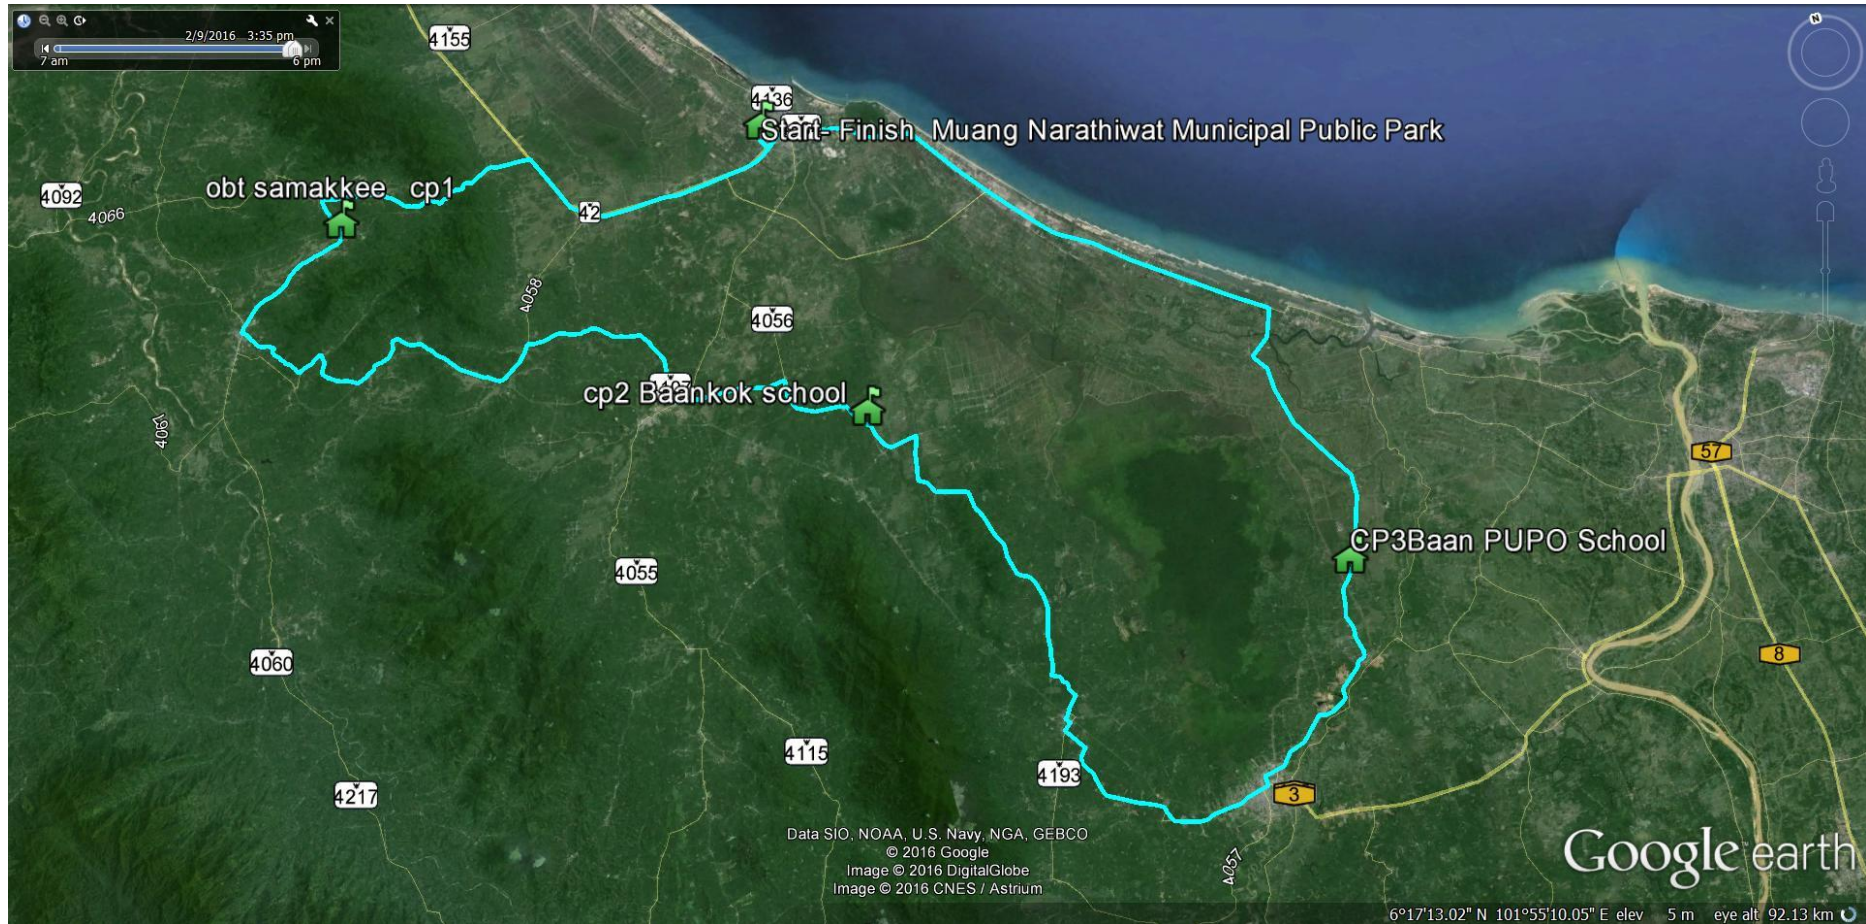 2/9/2016 3:35 pm
7 am
6 pm
N
4155
4136
Start- Finish Muang Narathiwat Municipal Public Park
obt samakkee cp1
4092
4066
42
4058
4056
cp2 Baankok school
57
CP3Baan PUPO School
4055
4060
8
4115
4193
3
4217
4057
Data SIO, NOAA, U.S. Navy, NGA, GEBCO
© 2016 Google
Image © 2016 DigitalGlobe
Image © 2016 CNES / Astrium
Google earth
6°17'13.02" N 101°55'10.05" E elev 5 m eye alt 92.13 km